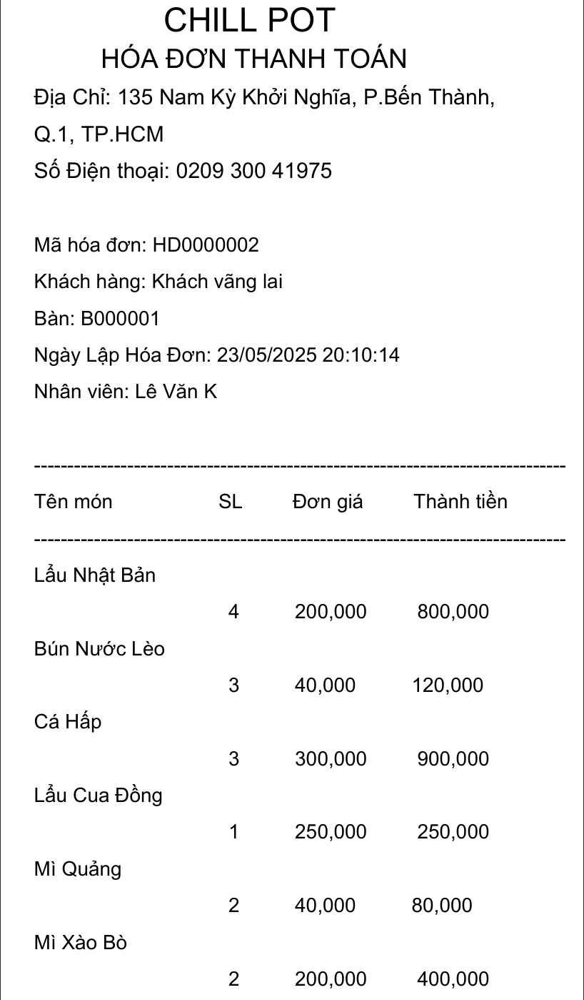 CHILL POT
HÓA ĐƠN THANH TOÁN
Địa Chỉ: 135 Nam Kỳ Khởi Nghĩa, P.Bến Thành,
Q.1, TP.HCM
Số Điện thoại: 0209 300 41975
Mã hóa đơn: HD0000002
Khách hàng: Khách vãng lai
Bàn: B000001
Ngày Lập Hóa Đơn: 23/05/2025 20:10:14
Nhân viên: Lê Văn K
--------------------------------------------------------------------------------
Tên món SL Đơn giá Thành tiền
--------------------------------------------------------------------------------
Lẩu Nhật Bản
4 200,000 800,000
Bún Nước Lèo
3 40,000 120,000
Cá Hấp
3 300,000 900,000
Lẩu Cua Đồng
1 250,000 250,000
Mì Quảng
2 40,000 80,000
Mì Xào Bò
2 200,000 400,000